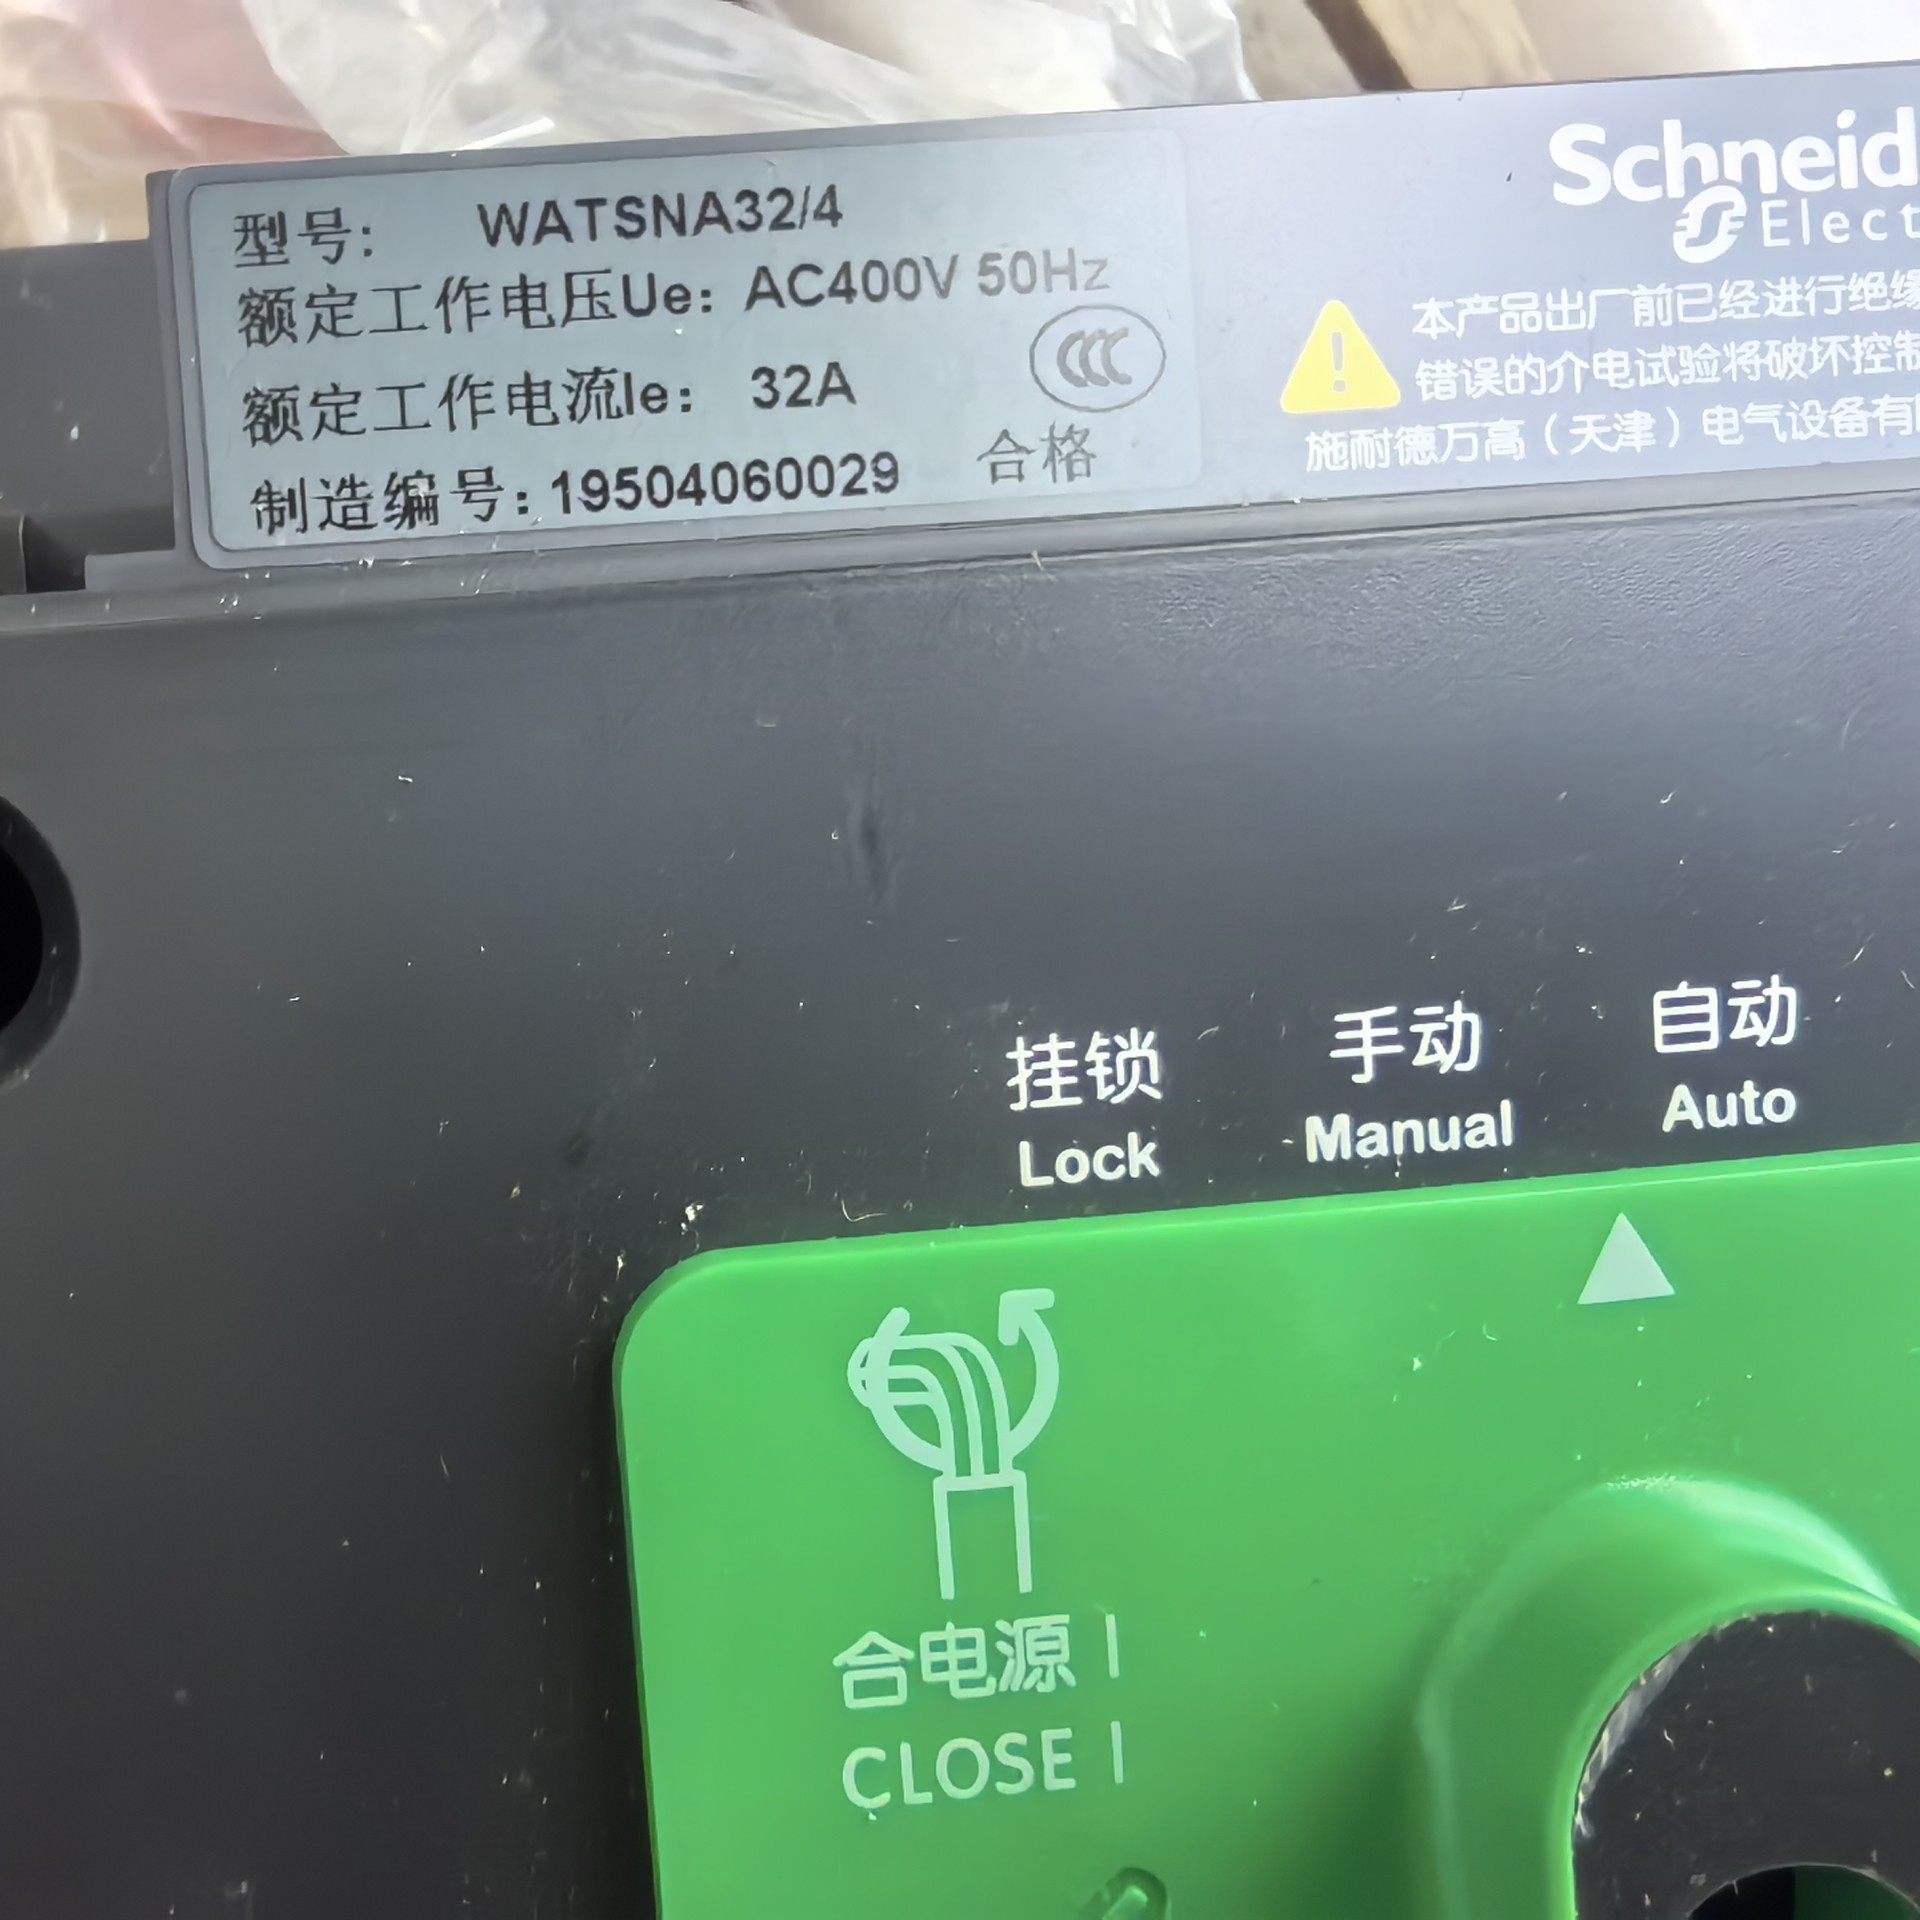 型号: WATSNA32/4
额定工作电压Ue: AC400V 50Hz
额定工作电流Ie: 32A
制造编号: 19504060029
CCC
合格
Schneid
Elect
本产品出厂前已经进行绝缘
错误的介电试验将破坏控制
施耐德万高（天津）电气设备有
挂锁 手动 自动
Lock Manual Auto
合电源 I
CLOSE I